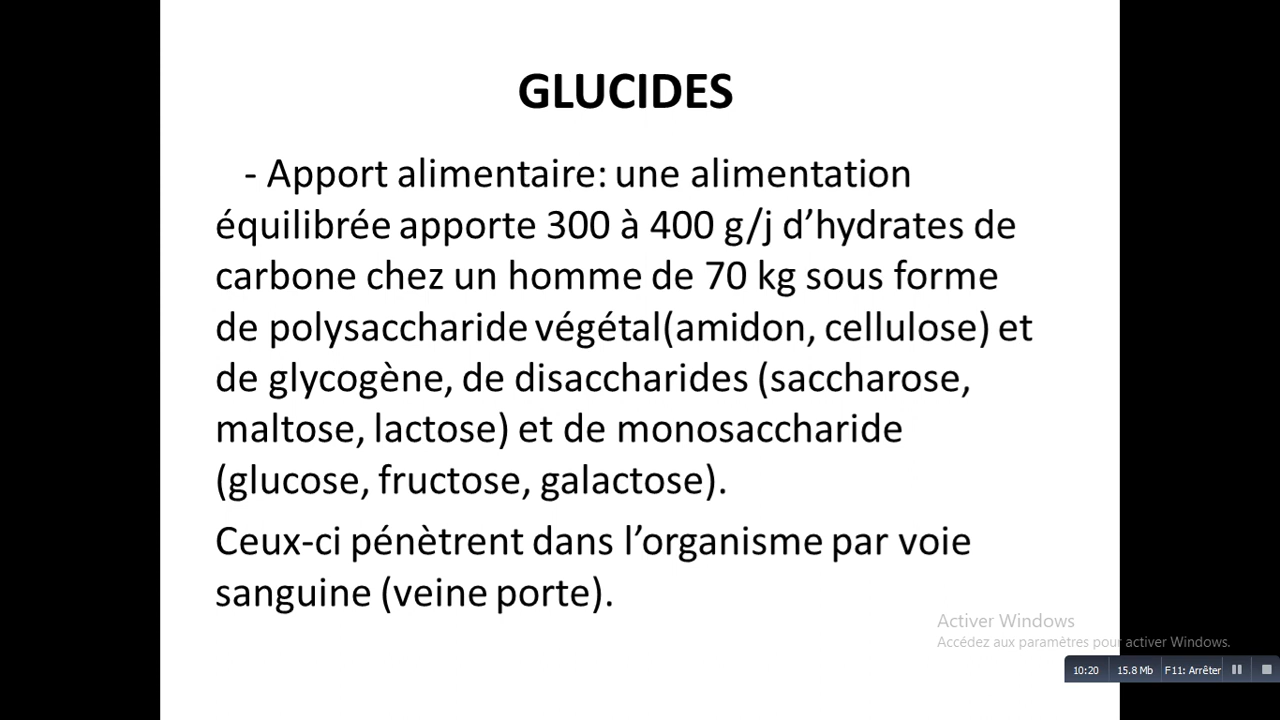 GLUCIDES
- Apport alimentaire: une alimentation
équilibrée apporte 300 à 400 g/j d’hydrates de
carbone chez un homme de 70 kg sous forme
de polysaccharide végétal(amidon, cellulose) et
de glycogène, de disaccharides (saccharose,
maltose, lactose) et de monosaccharide
(glucose, fructose, galactose).
Ceux-ci pénètrent dans l’organisme par voie
sanguine (veine porte).
Activer Windows
Accédez aux paramètres pour activer Windows.
10:20 15.8 Mb F11: Arrêter